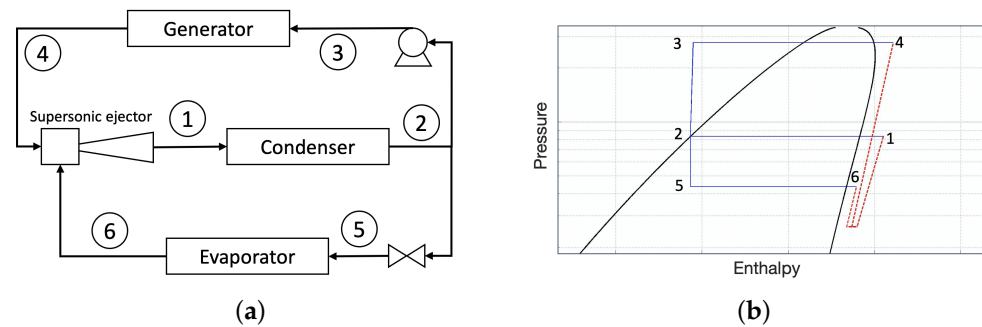 Generator
4
3
Supersonic ejector
1
2
Condenser
6
5
Evaporator
(a)
Pressure
3
4
2
1
5
6
Enthalpy
(b)